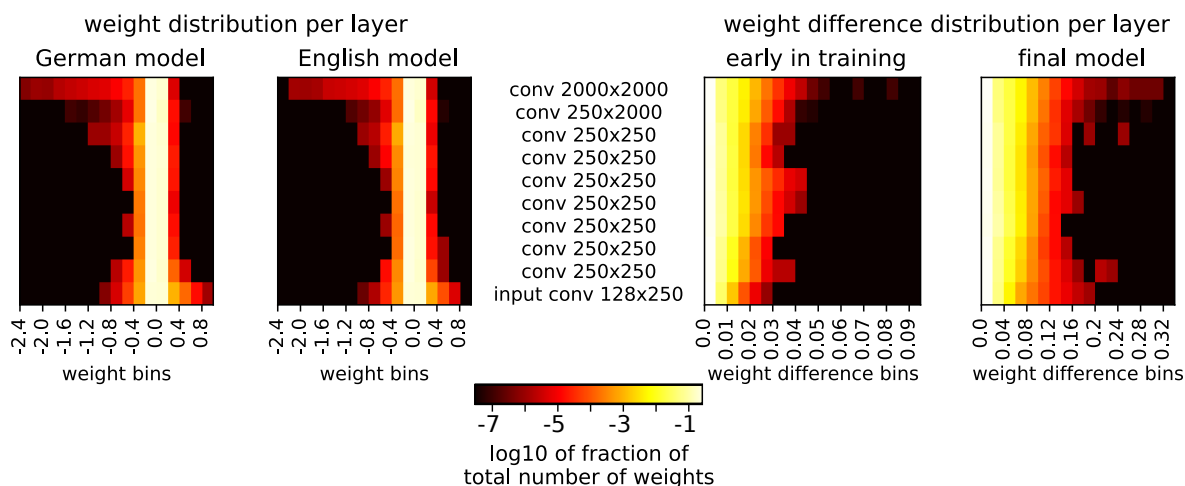 weight distribution per layer
weight difference distribution per layer
German model
English model
early in training
final model
conv 2000x2000
conv 250x2000
conv 250x250
conv 250x250
conv 250x250
conv 250x250
conv 250x250
conv 250x250
conv 250x250
input conv 128x250
-2.4 -2.0 -1.6 -1.2 -0.8 -0.4 0.0 0.4 0.8
-2.4 -2.0 -1.6 -1.2 -0.8 -0.4 0.0 0.4 0.8
0.0 0.01 0.02 0.03 0.04 0.05 0.06 0.07 0.08 0.09
0.0 0.04 0.08 0.12 0.16 0.2 0.24 0.28 0.32
weight bins
weight bins
weight difference bins
weight difference bins
-7 -5 -3 -1
log10 of fraction of
total number of weights